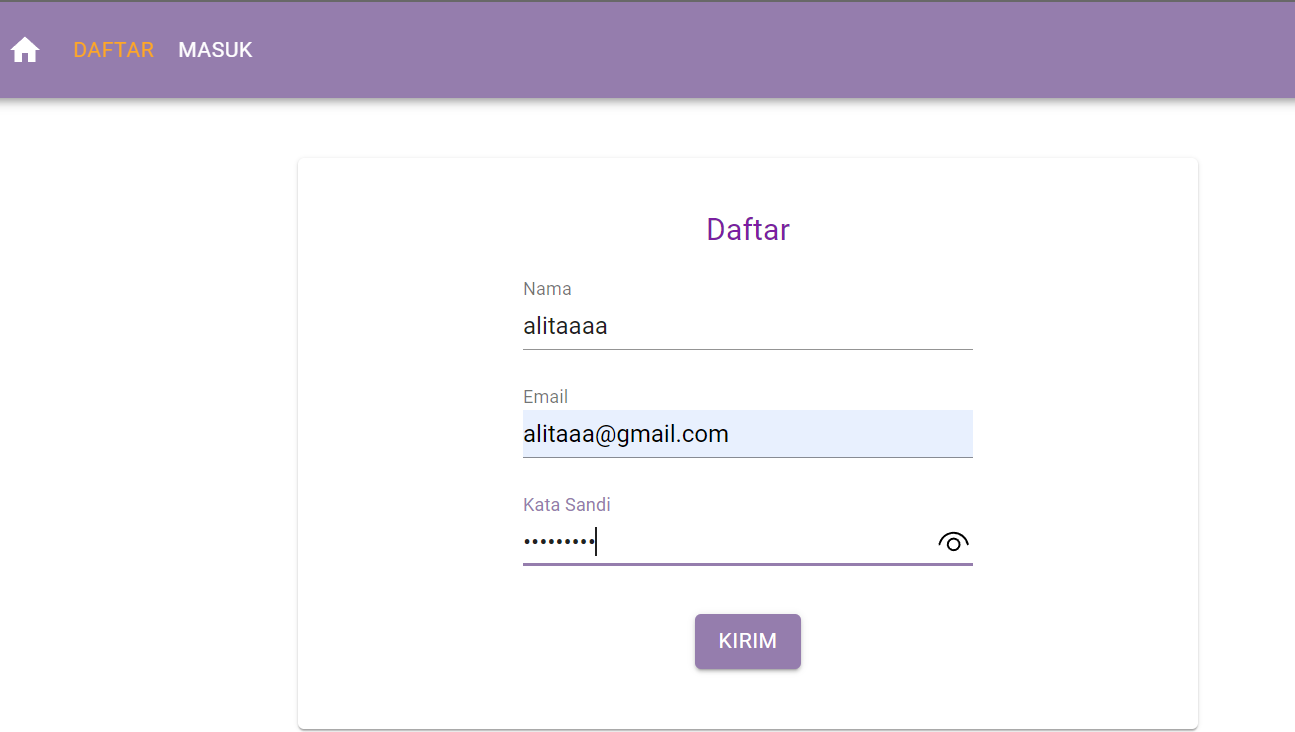 DAFTAR MASUK
Daftar
Nama
alitaaaa
Email
alitaaa@gmail.com
Kata Sandi
•••••••••
KIRIM